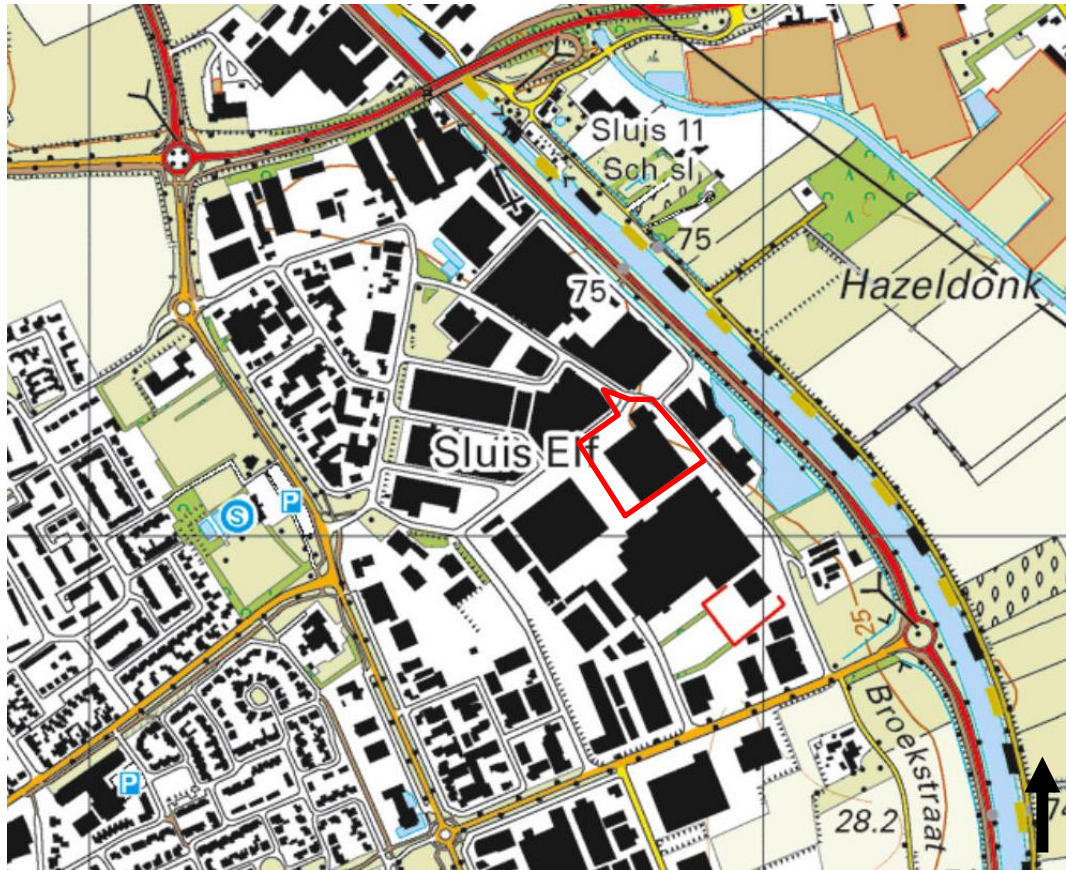 Sluis 11
Sch sl
75
75
Hazeldonk
Sluis Elf
P
S
25
Broekstraat
P
28.2